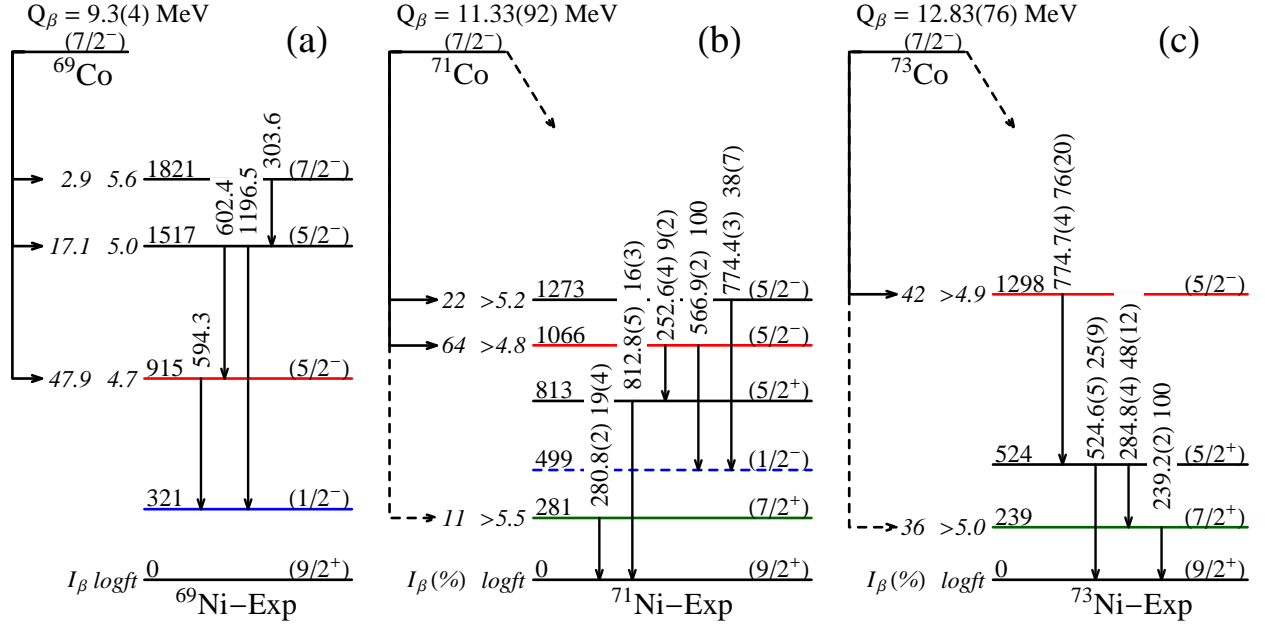 Q_β = 9.3(4) MeV
(7/2⁻)
⁶⁹Co
(a)
303.6
2.9 5.6 1821 (7/2⁻)
602.4
1196.5
17.1 5.0 1517 (5/2⁻)
594.3
47.9 4.7 915 (5/2⁻)
321 (1/2⁻)
I_β logft 0 (9/2⁺)
⁶⁹Ni−Exp
Q_β = 11.33(92) MeV
(7/2⁻)
⁷¹Co
(b)
280.8(2) 19(4)
812.8(5) 16(3)
252.6(4) 9(2)
566.9(2) 100
774.4(3) 38(7)
22 >5.2 1273 (5/2⁻)
64 >4.8 1066 (5/2⁻)
813 (5/2⁺)
499 (1/2⁻)
11 >5.5 281 (7/2⁺)
I_β(%) logft 0 (9/2⁺)
⁷¹Ni−Exp
Q_β = 12.83(76) MeV
(7/2⁻)
⁷³Co
(c)
774.7(4) 76(20)
42 >4.9 1298 (5/2⁻)
524.6(5) 25(9)
284.8(4) 48(12)
239.2(2) 100
524 (5/2⁺)
36 >5.0 239 (7/2⁺)
I_β(%) logft 0 (9/2⁺)
⁷³Ni−Exp